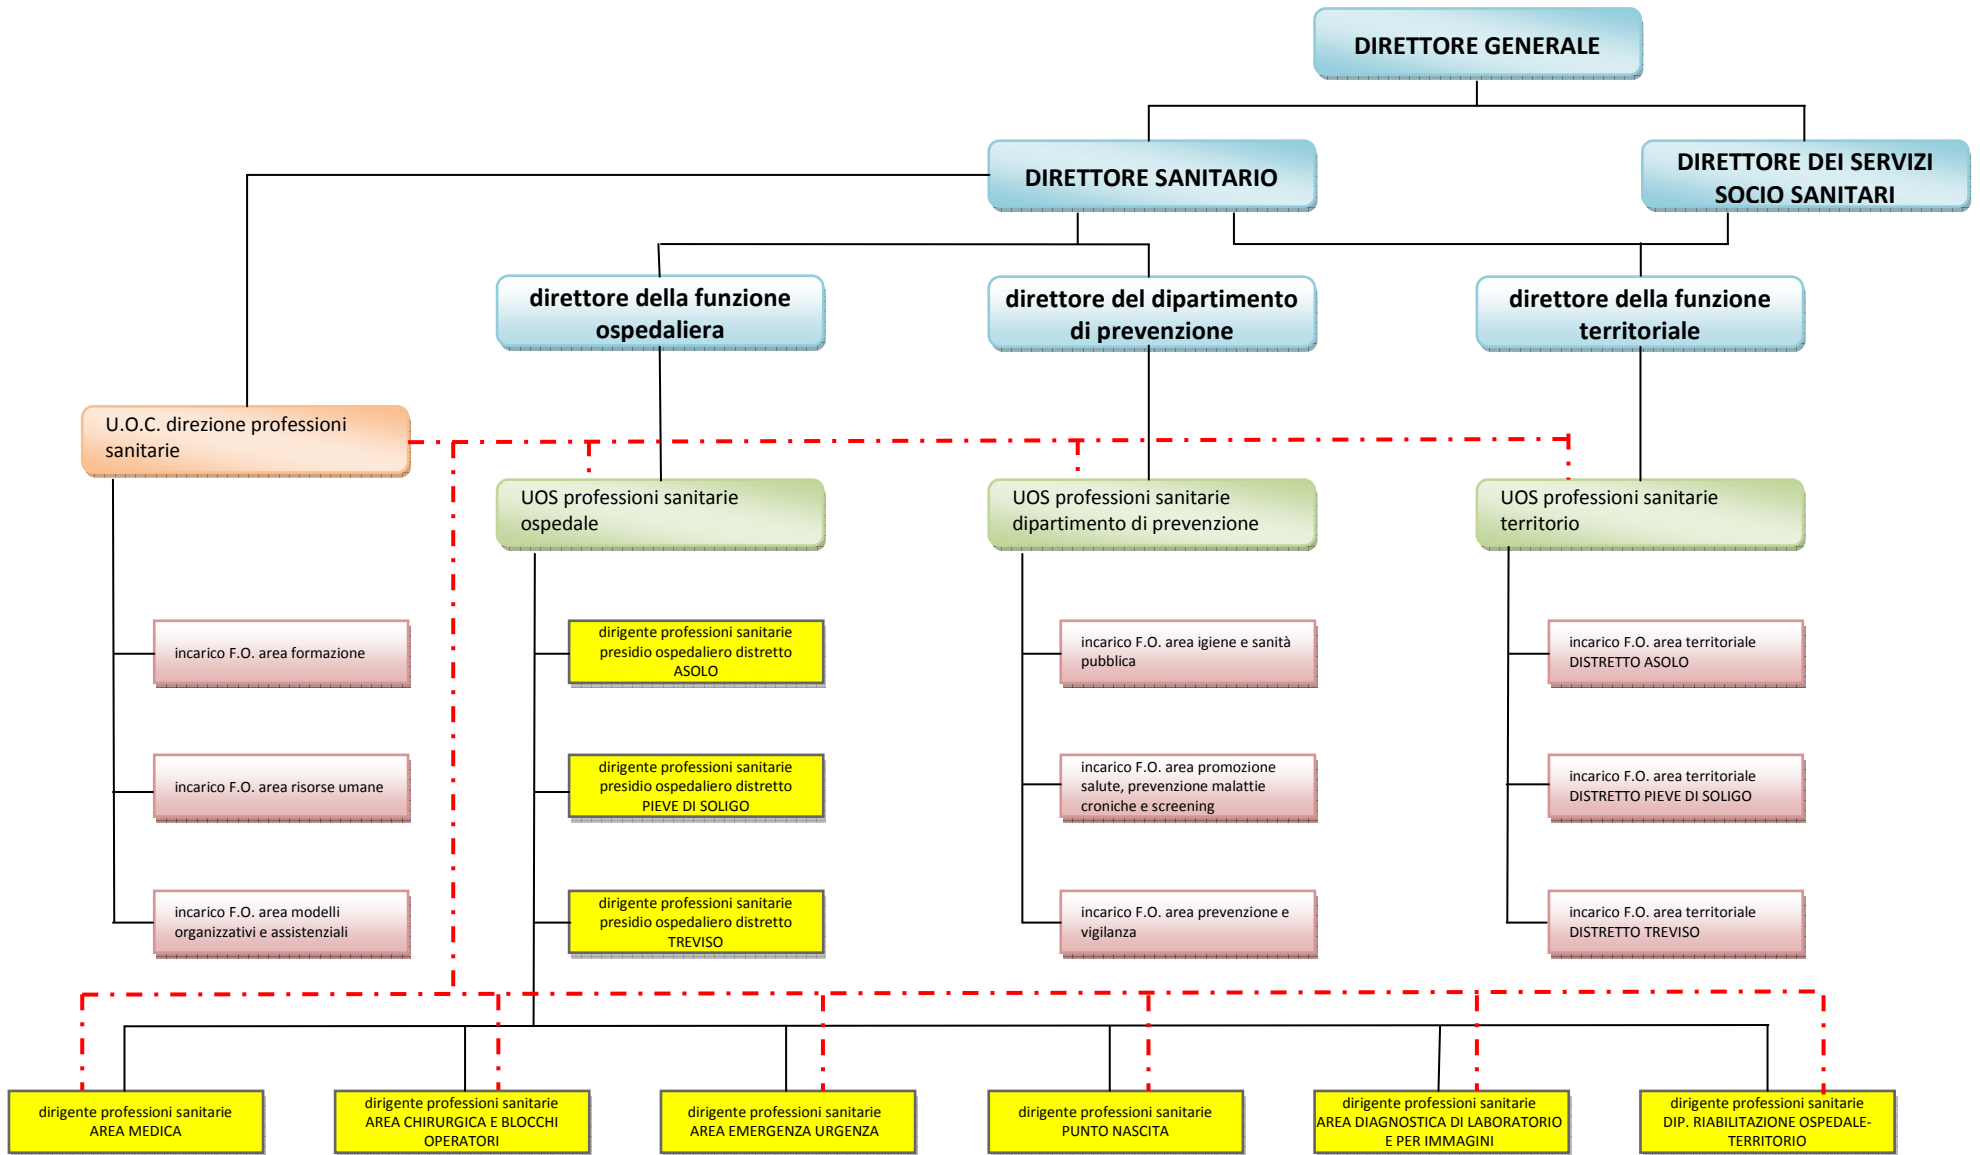 DIRETTORE GENERALE
DIRETTORE SANITARIO
DIRETTORE DEI SERVIZI
SOCIO SANITARI
direttore della funzione
ospedaliera
direttore del dipartimento
di prevenzione
direttore della funzione
territoriale
U.O.C. direzione professioni
sanitarie
UOS professioni sanitarie
ospedale
UOS professioni sanitarie
dipartimento di prevenzione
UOS professioni sanitarie
territorio
incarico F.O. area formazione
dirigente professioni sanitarie
presidio ospedaliero distretto
ASOLO
incarico F.O. area igiene e sanità
pubblica
incarico F.O. area territoriale
DISTRETTO ASOLO
incarico F.O. area risorse umane
dirigente professioni sanitarie
presidio ospedaliero distretto
PIEVE DI SOLIGO
incarico F.O. area promozione
salute, prevenzione malattie
croniche e screening
incarico F.O. area territoriale
DISTRETTO PIEVE DI SOLIGO
incarico F.O. area modelli
organizzativi e assistenziali
dirigente professioni sanitarie
presidio ospedaliero distretto
TREVISO
incarico F.O. area prevenzione e
vigilanza
incarico F.O. area territoriale
DISTRETTO TREVISO
dirigente professioni sanitarie
AREA MEDICA
dirigente professioni sanitarie
AREA CHIRURGICA E BLOCCHI
OPERATORI
dirigente professioni sanitarie
AREA EMERGENZA URGENZA
dirigente professioni sanitarie
PUNTO NASCITA
dirigente professioni sanitarie
AREA DIAGNOSTICA DI LABORATORIO
E PER IMMAGINI
dirigente professioni sanitarie
DIP. RIABILITAZIONE OSPEDALE-
TERRITORIO